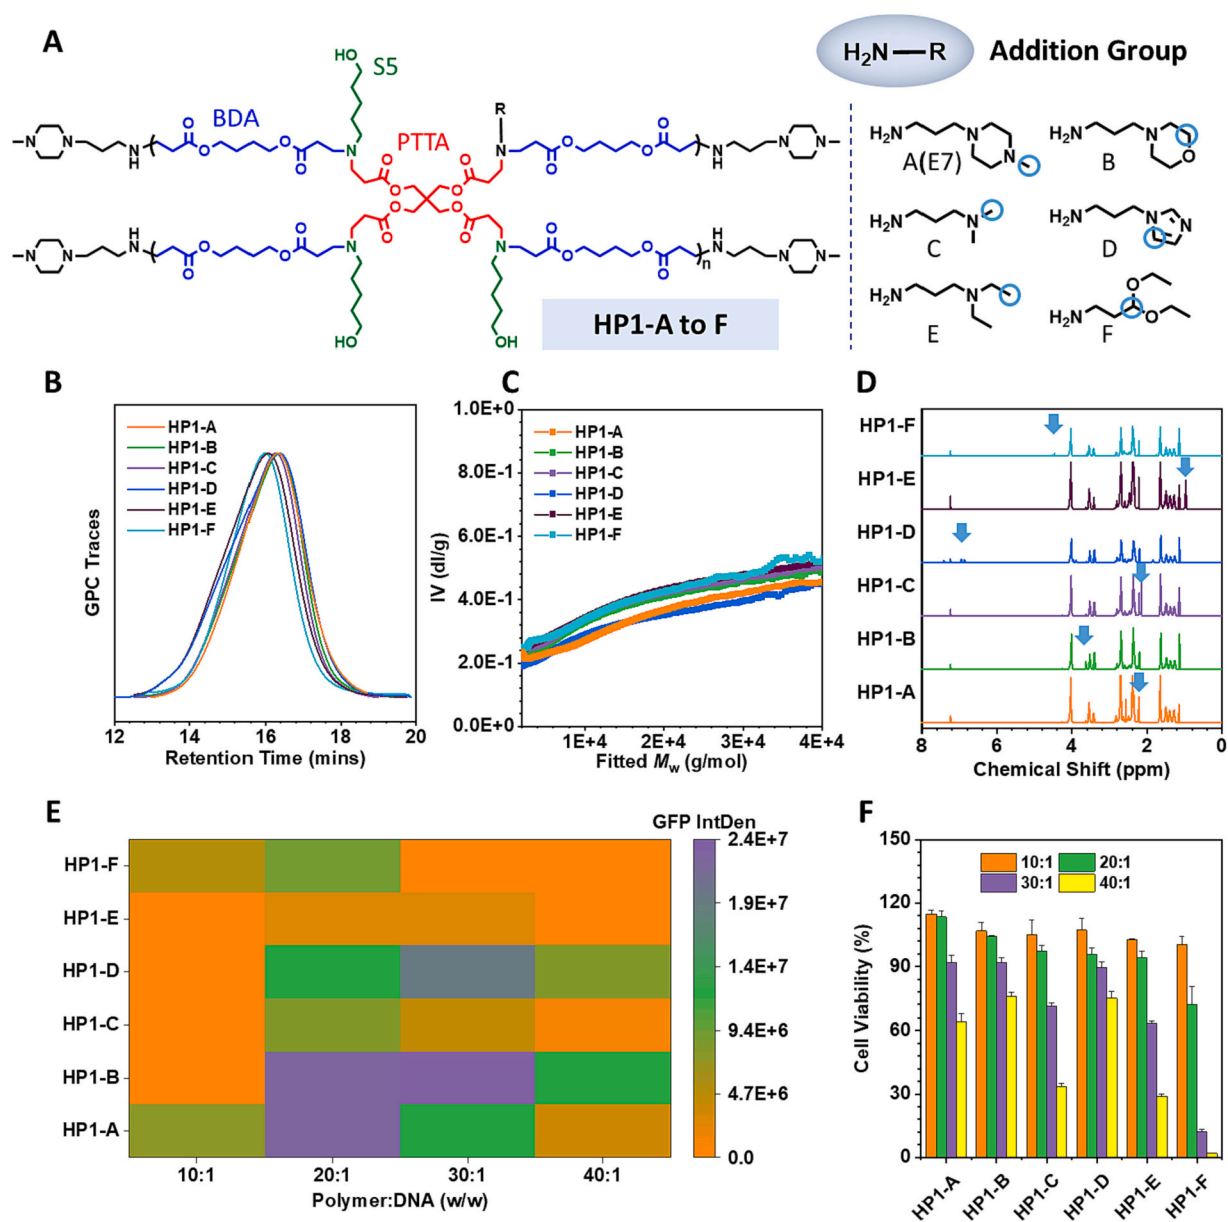 A
H₂N—R
Addition Group
HO
S5
BDA
PTTA
R
N
N
H
N
O
O
O
O
N
N
O
O
O
O
H
N
N
N
O
O
O
O
O
O
O
O
N
N
H
N
O
O
O
O
N
N
O
O
O
O
n
H
N
N
N
HO
OH
HP1-A to F
H₂N
N
N
A(E7)
H₂N
N
O
B
H₂N
N
C
H₂N
N
N
D
H₂N
N
E
H₂N
O
O
F
B
GPC Traces
HP1-A
HP1-B
HP1-C
HP1-D
HP1-E
HP1-F
12
14
16
18
20
Retention Time (mins)
C
IV (dl/g)
1.0E+0
8.0E-1
6.0E-1
4.0E-1
2.0E-1
0.0E+0
HP1-A
HP1-B
HP1-C
HP1-D
HP1-E
HP1-F
1E+4
2E+4
3E+4
4E+4
Fitted Mw (g/mol)
D
HP1-F
HP1-E
HP1-D
HP1-C
HP1-B
HP1-A
8
6
4
2
0
Chemical Shift (ppm)
E
GFP IntDen
HP1-F
HP1-E
HP1-D
HP1-C
HP1-B
HP1-A
2.4E+7
1.9E+7
1.4E+7
9.4E+6
4.7E+6
0.0
10:1
20:1
30:1
40:1
Polymer:DNA (w/w)
F
Cell Viability (%)
150
120
90
60
30
0
10:1
20:1
30:1
40:1
HP1-A
HP1-B
HP1-C
HP1-D
HP1-E
HP1-F